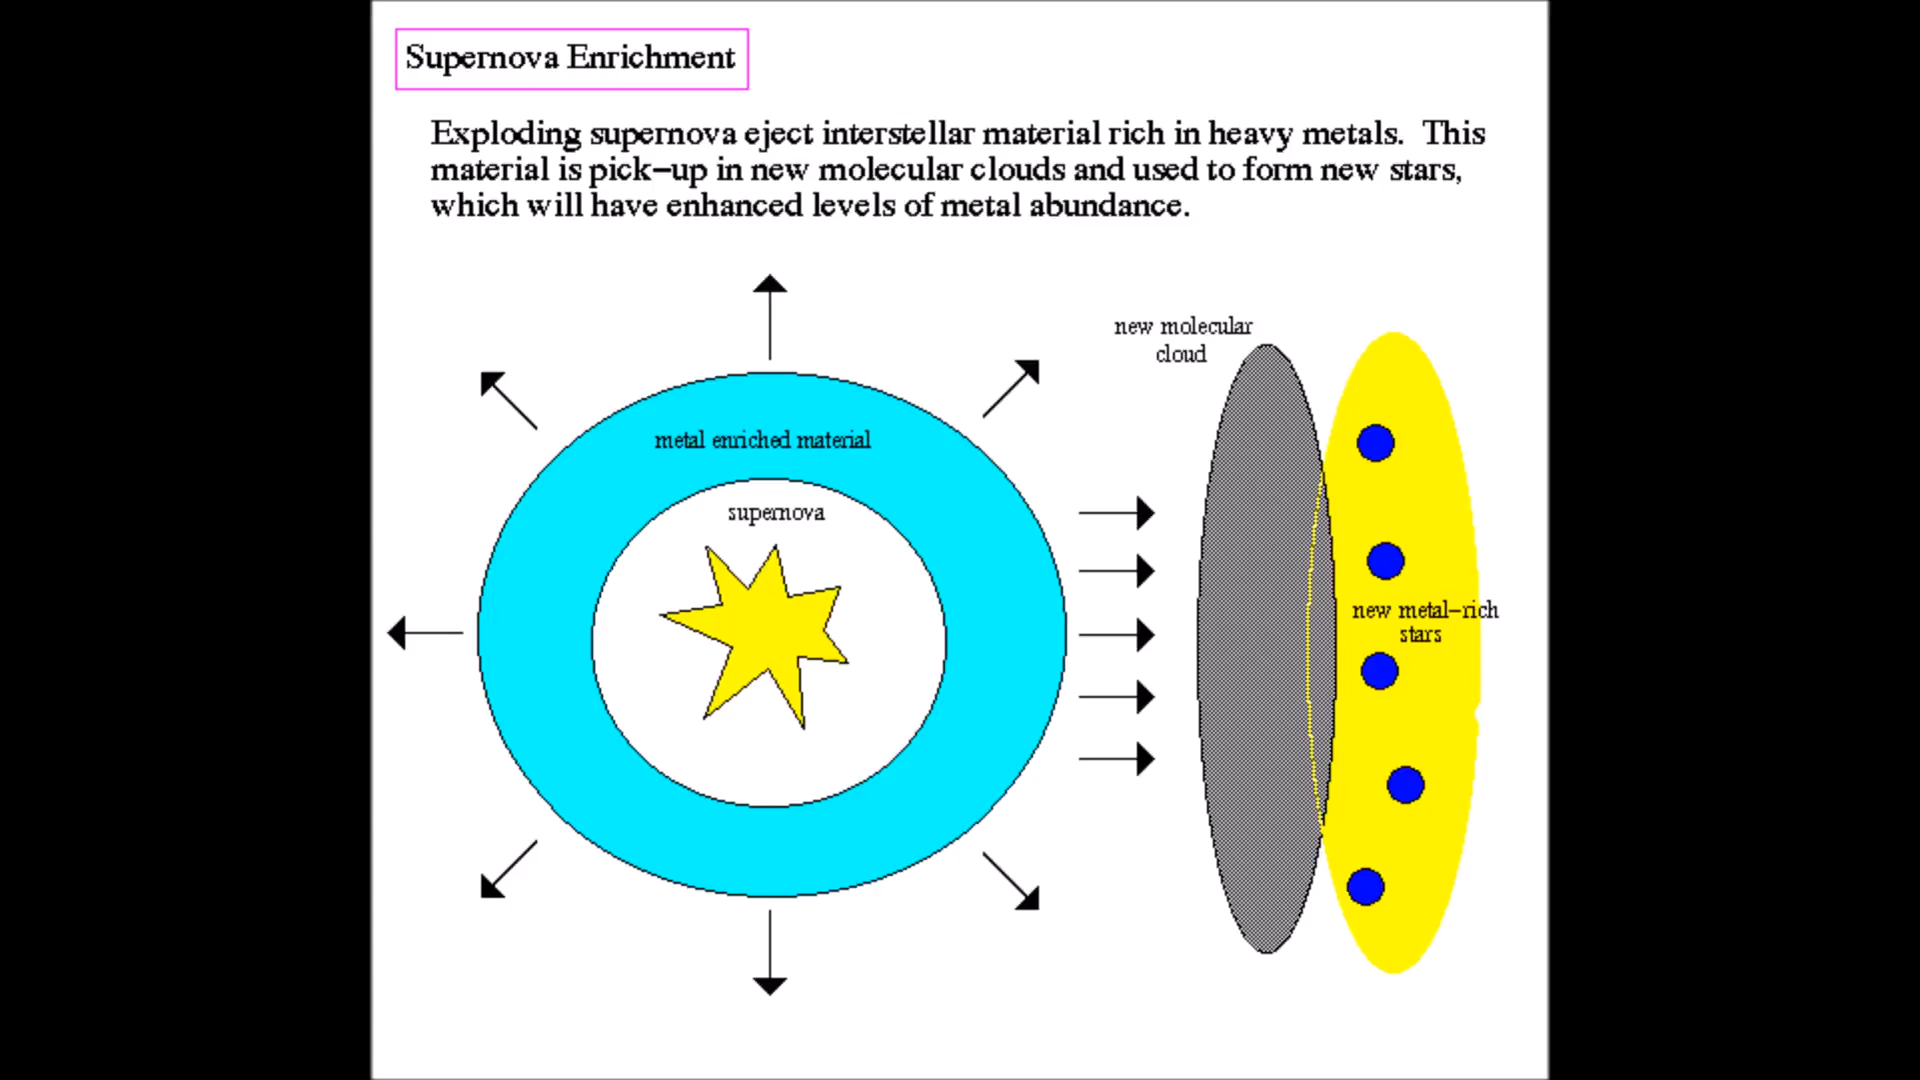 Supernova Enrichment
Exploding supernova eject interstellar material rich in heavy metals. This
material is pick-up in new molecular clouds and used to form new stars,
which will have enhanced levels of metal abundance.
new molecular
cloud
metal enriched material
supernova
new metal-rich
stars